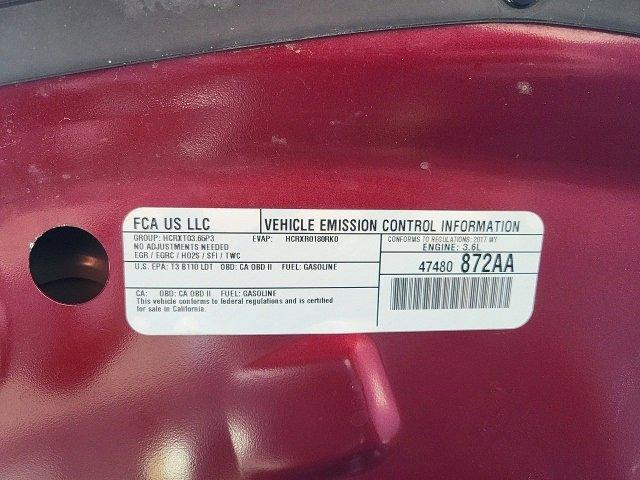 FCA US LLC
VEHICLE EMISSION CONTROL INFORMATION
GROUP: HCRXT03.65P3 EVAP: HCRXR0180RK0
NO ADJUSTMENTS NEEDED
EGR / EGRC / HO2S / SFI / TWC
CONFORMS TO REGULATIONS: 2017 MY
ENGINE: 3.6L
U.S. EPA: T3 B110 LDT OBD: CA OBD II FUEL: GASOLINE
47480 872AA
CA: OBD: CA OBD II FUEL: GASOLINE
This vehicle conforms to federal regulations and is certified
for sale in California.